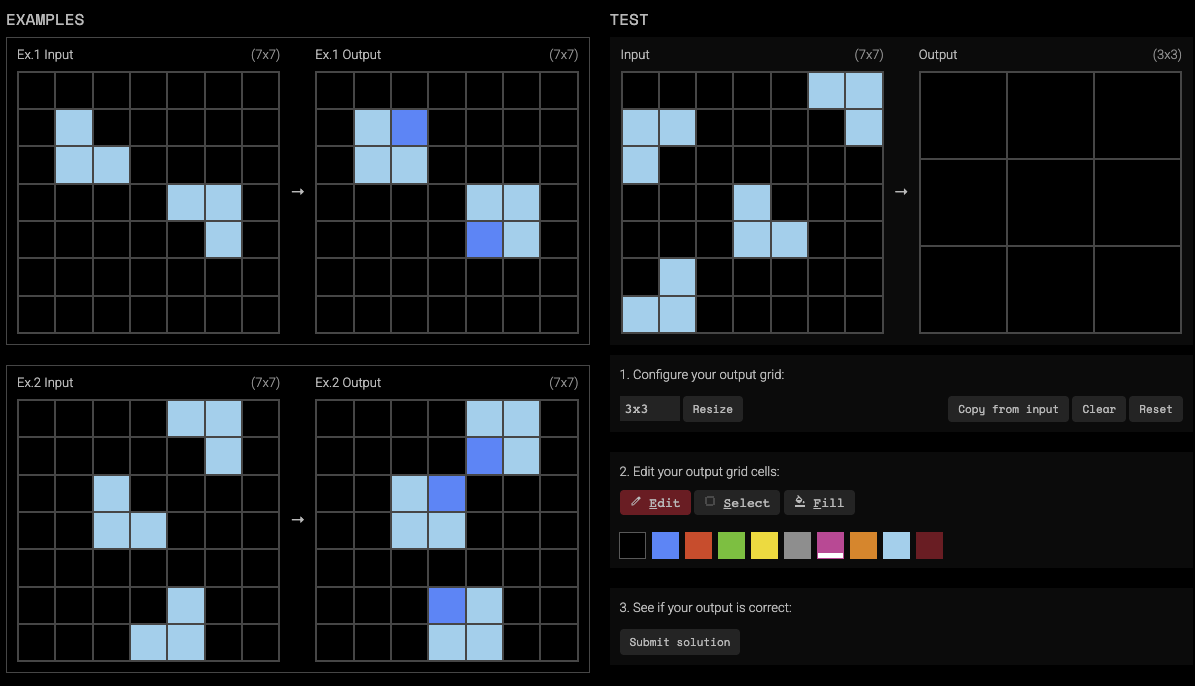 EXAMPLES
Ex.1 Input (7x7)
Ex.1 Output (7x7)
→
Ex.2 Input (7x7)
Ex.2 Output (7x7)
→
TEST
Input (7x7)
Output (3x3)
→
1. Configure your output grid:
3x3 Resize Copy from input Clear Reset
2. Edit your output grid cells:
Edit Select Fill
3. See if your output is correct:
Submit solution